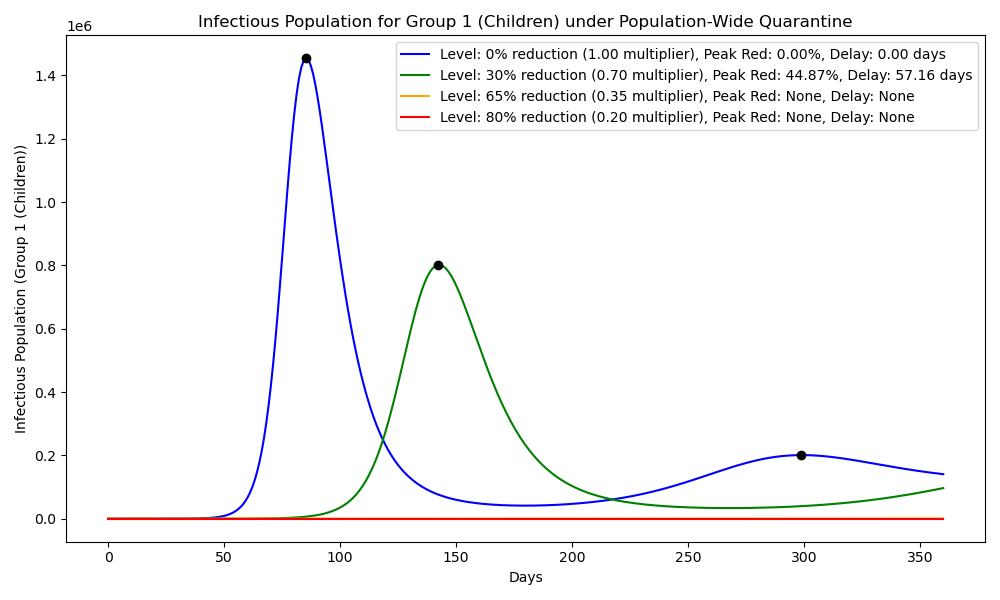 Infectious Population for Group 1 (Children) under Population-Wide Quarantine
1e6
Level: 0% reduction (1.00 multiplier), Peak Red: 0.00%, Delay: 0.00 days
Level: 30% reduction (0.70 multiplier), Peak Red: 44.87%, Delay: 57.16 days
Level: 65% reduction (0.35 multiplier), Peak Red: None, Delay: None
Level: 80% reduction (0.20 multiplier), Peak Red: None, Delay: None
Infectious Population (Group 1 (Children))
1.4
1.2
1.0
0.8
0.6
0.4
0.2
0.0
0 50 100 150 200 250 300 350
Days